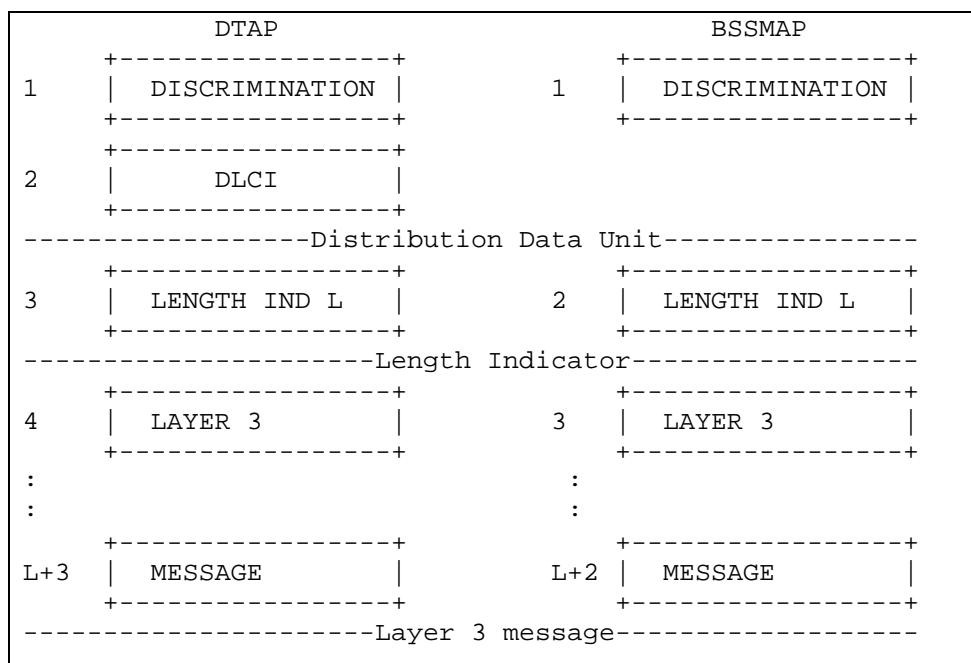 DTAP BSSMAP
+-----------------+ +-----------------+
1 | DISCRIMINATION | 1 | DISCRIMINATION |
+-----------------+ +-----------------+
+-----------------+
2 | DLCI |
+-----------------+
------------------Distribution Data Unit----------------
+-----------------+ +-----------------+
3 | LENGTH IND L | 2 | LENGTH IND L |
+-----------------+ +-----------------+
----------------------Length Indicator------------------
+-----------------+ +-----------------+
4 | LAYER 3 | 3 | LAYER 3 |
+-----------------+ +-----------------+
: :
: :
+-----------------+ +-----------------+
L+3 | MESSAGE | L+2 | MESSAGE |
+-----------------+ +-----------------+
----------------------Layer 3 message-------------------